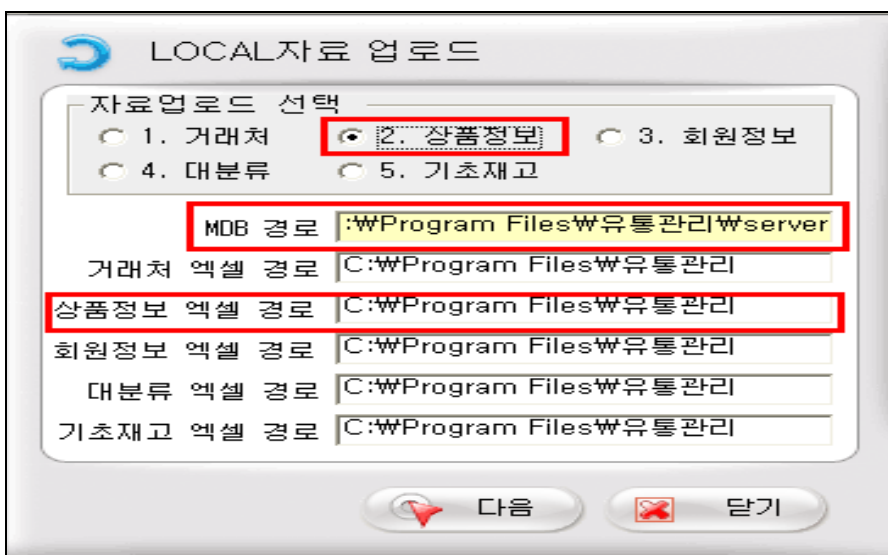 LOCAL자료 업로드
자료업로드 선택
1. 거래처 2. 상품정보 3. 회원정보
4. 대분류 5. 기초재고
MDB 경로 :₩Program Files₩유통관리₩server
거래처 엑셀 경로 C:₩Program Files₩유통관리
상품정보 엑셀 경로 C:₩Program Files₩유통관리
회원정보 엑셀 경로 C:₩Program Files₩유통관리
대분류 엑셀 경로 C:₩Program Files₩유통관리
기초재고 엑셀 경로 C:₩Program Files₩유통관리
다음 닫기